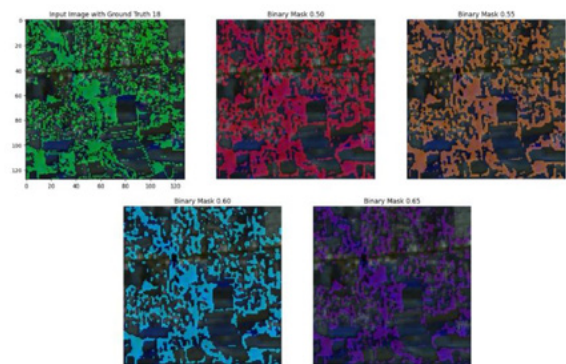 Input Image with Ground Truth 18
Binary Mask 0.50
Binary Mask 0.55
0
20
40
60
80
100
120
0 20 40 60 80 100 120
Binary Mask 0.60
Binary Mask 0.65